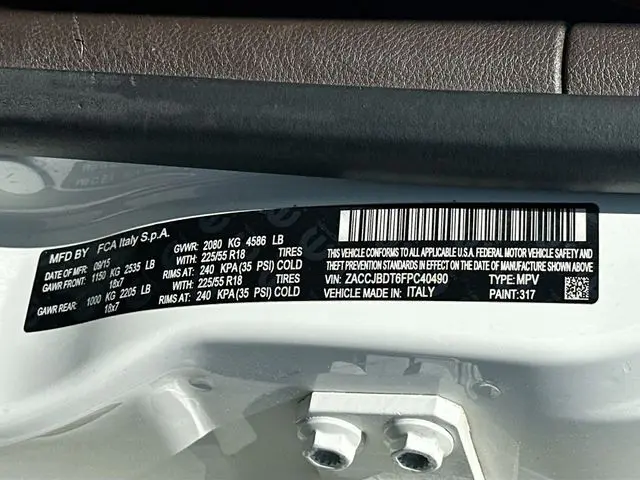 MFD BY FCA Italy S.p.A.
DATE OF MFR: 09/15 GVWR: 2080 KG 4586 LB
GAWR FRONT: 1150 KG 2535 LB WITH: 225/55 R18 TIRES
18x7 RIMS AT: 240 KPA(35 PSI) COLD
GAWR REAR: 1000 KG 2205 LB WITH: 225/55 R18 TIRES
18x7 RIMS AT: 240 KPA(35 PSI) COLD
THIS VEHICLE CONFORMS TO ALL APPLICABLE U.S.A. FEDERAL MOTOR VEHICLE SAFETY, BUMPER AND
THEFT PREVENTION STANDARDS IN EFFECT ON THE DATE OF MANUFACTURE SHOWN ABOVE.
VIN: ZACCJBDT6FPC40490 TYPE: MPV
VEHICLE MADE IN: ITALY PAINT: 317